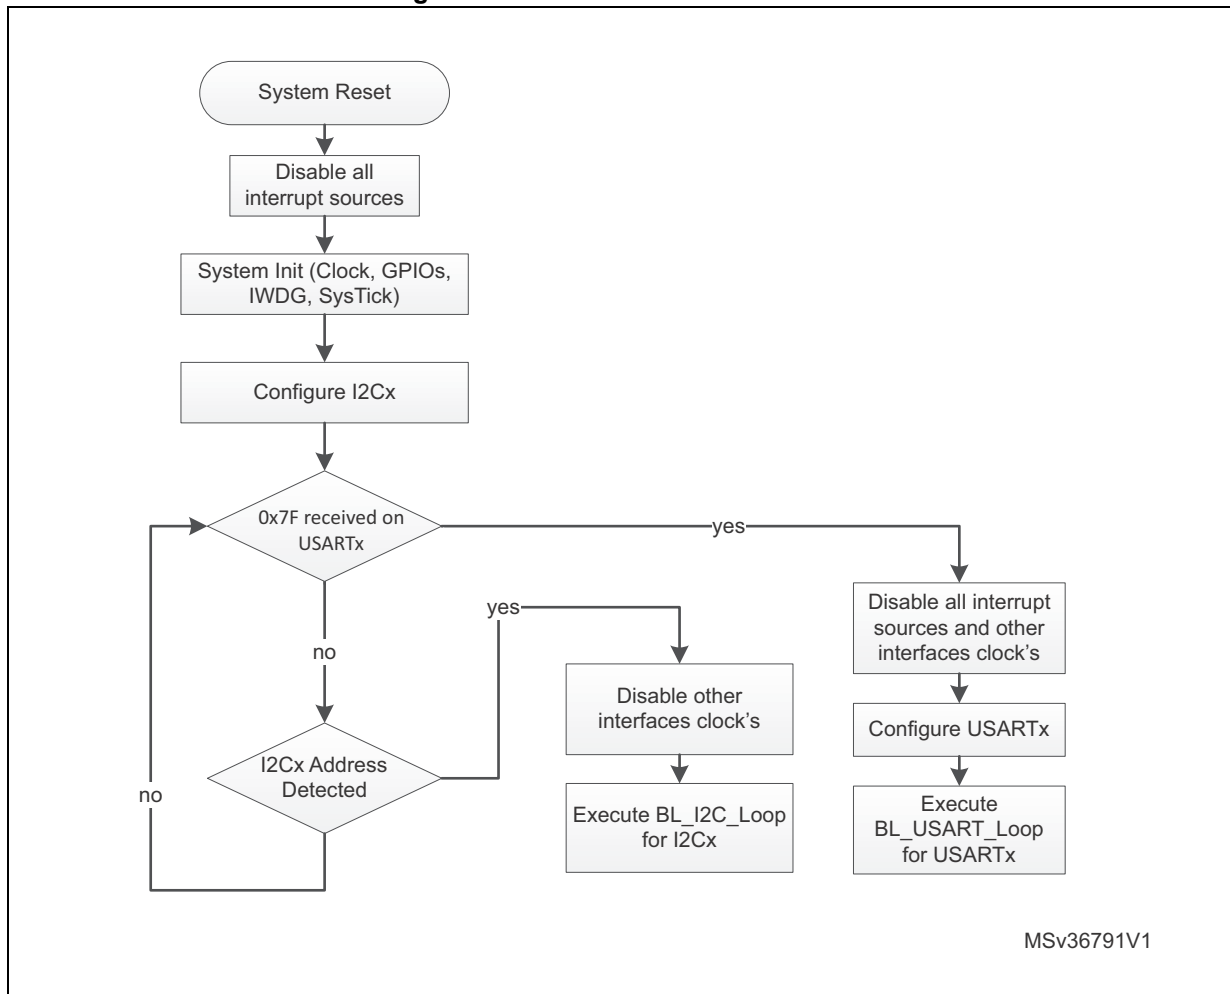 System Reset
Disable all
interrupt sources
System Init (Clock, GPIOs,
IWDG, SysTick)
Configure I2Cx
0x7F received on
USARTx
yes
no
Disable all interrupt
sources and other
interfaces clock's
Configure USARTx
Execute
BL_USART_Loop
for USARTx
I2Cx Address
Detected
yes
no
Disable other
interfaces clock's
Execute BL_I2C_Loop
for I2Cx
MSv36791V1